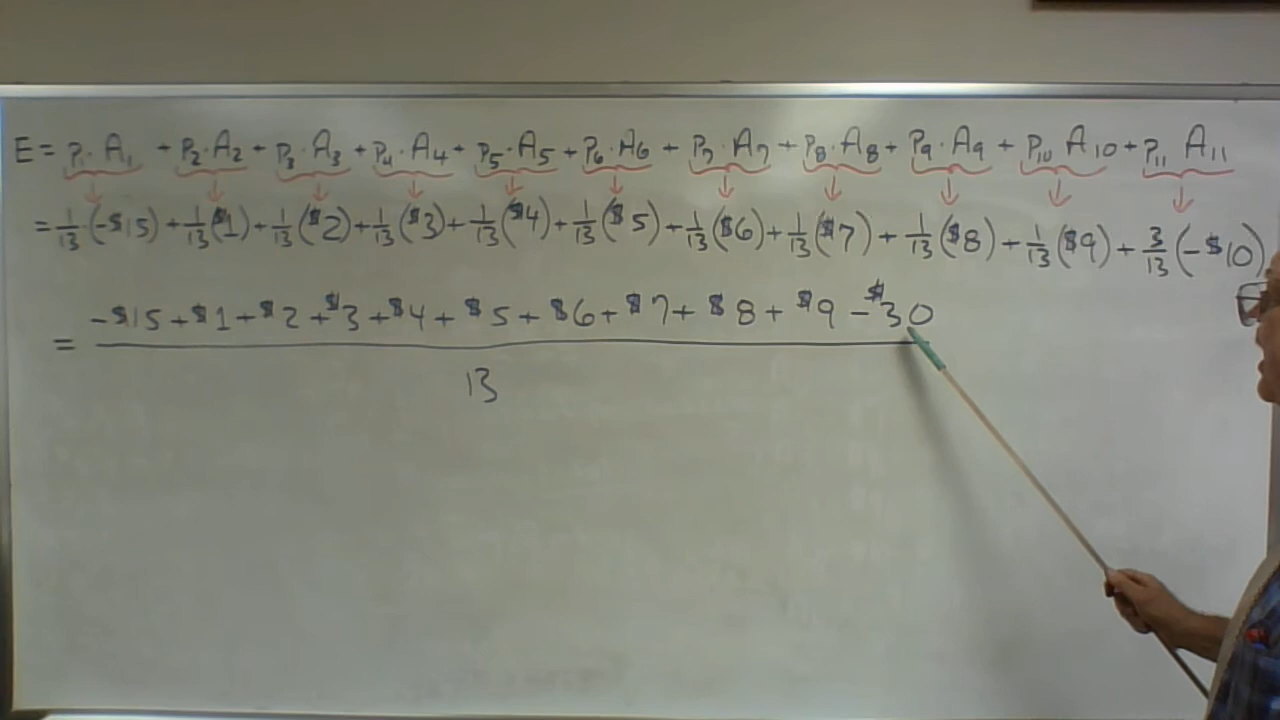 E = p₁·A₁ + p₂·A₂ + p₃·A₃ + p₄·A₄ + p₅·A₅ + p₆·A₆ + p₇·A₇ + p₈·A₈ + p₉·A₉ + p₁₀ A₁₀ + p₁₁ A₁₁
= 1/13 (-$15) + 1/13 ($1) + 1/13 ($2) + 1/13 ($3) + 1/13 ($4) + 1/13 ($5) + 1/13 ($6) + 1/13 ($7) + 1/13 ($8) + 1/13 ($9) + 3/13 (-$10)
= -$15 + $1 + $2 + $3 + $4 + $5 + $6 + $7 + $8 + $9 - $30
13